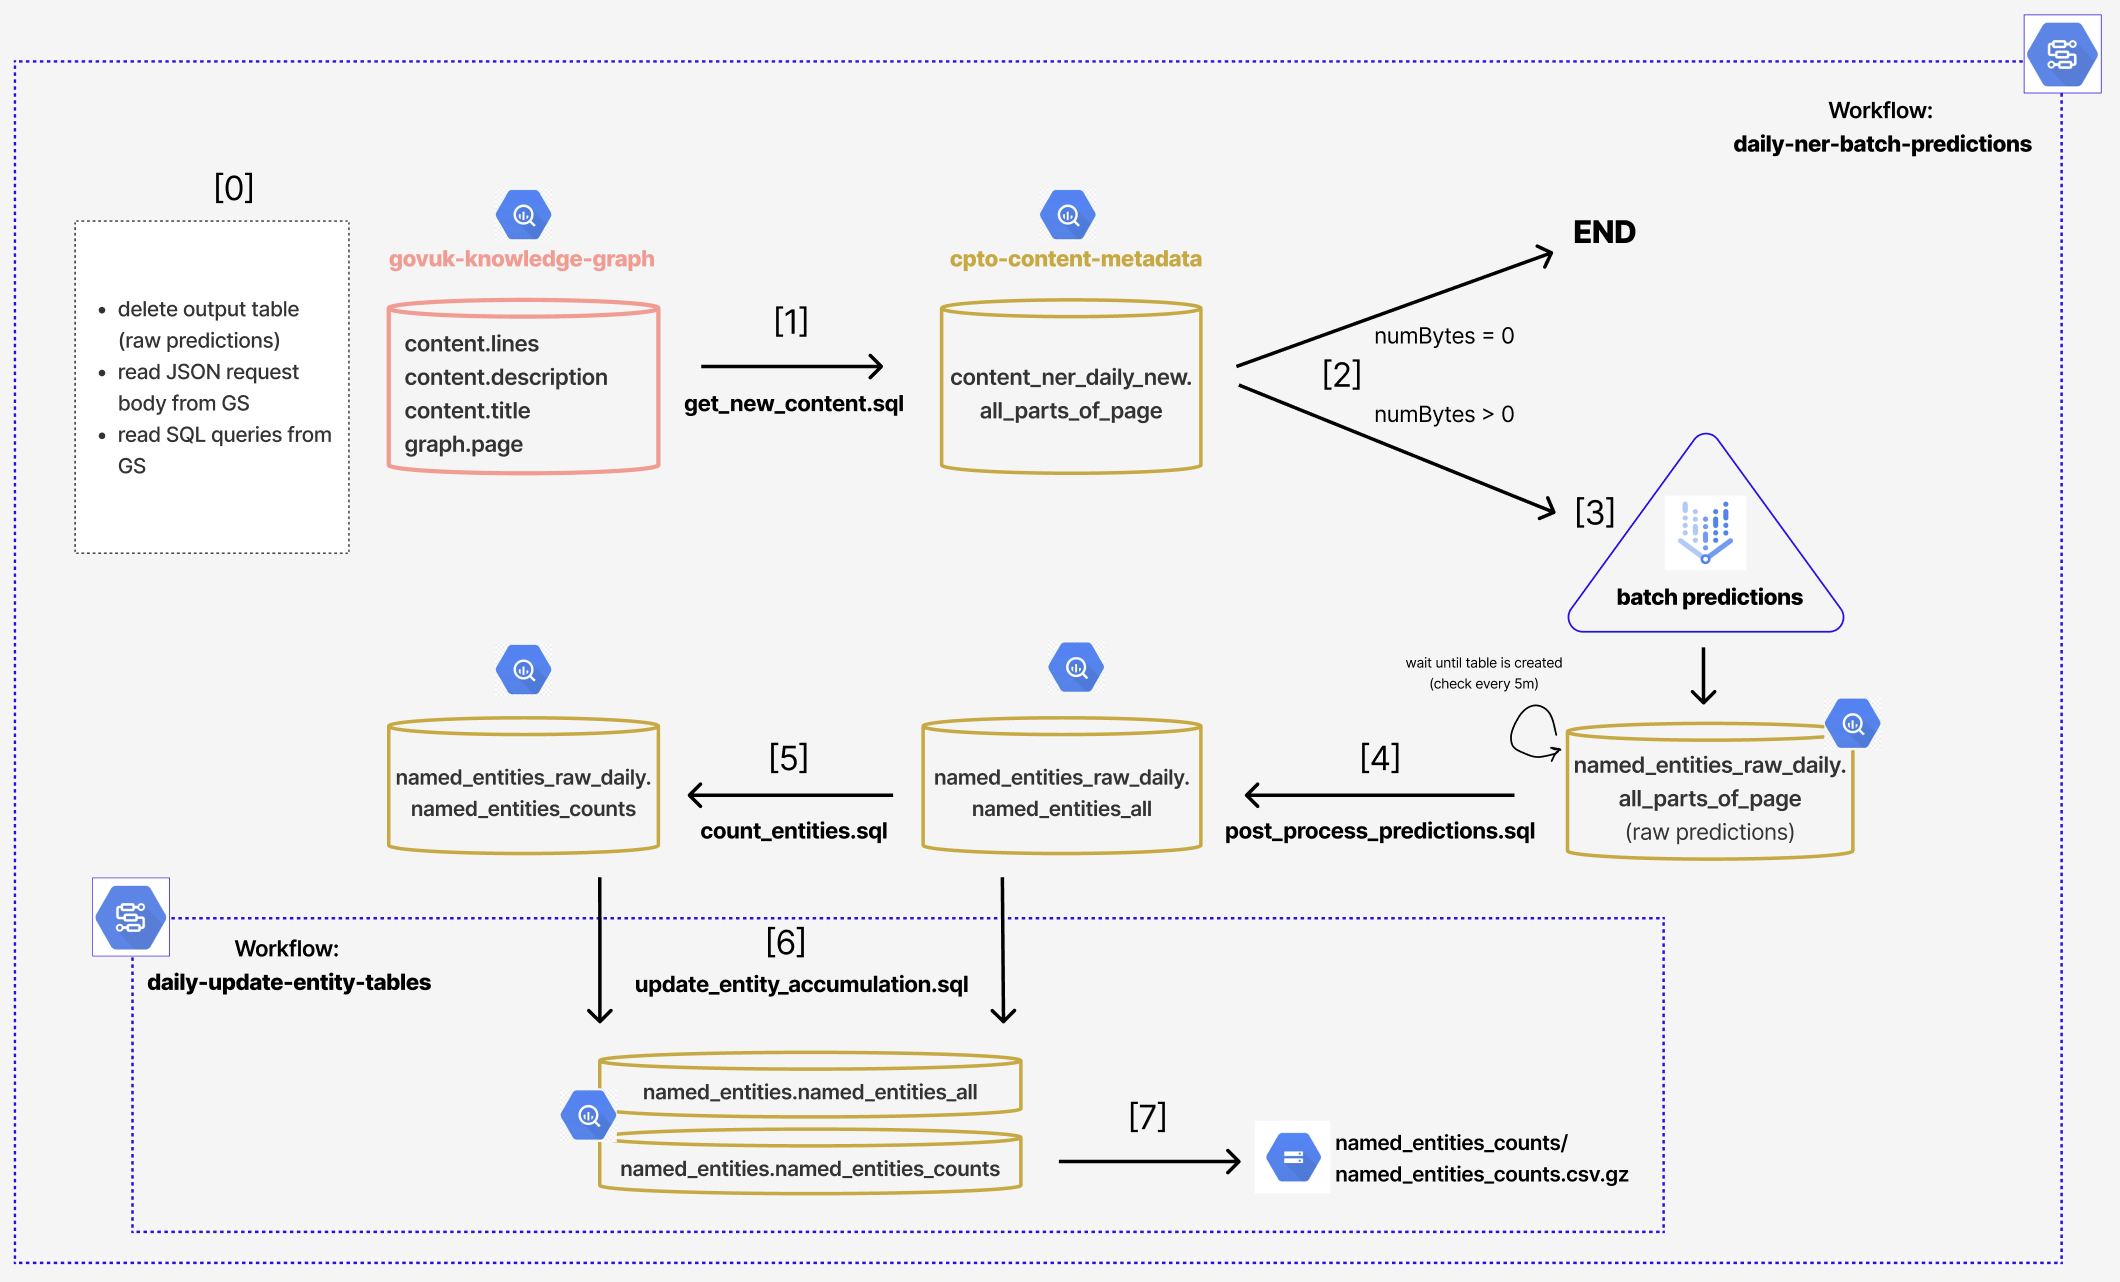 Workflow:
daily-ner-batch-predictions
[0]
• delete output table
(raw predictions)
• read JSON request
body from GS
• read SQL queries from
GS
govuk-knowledge-graph
content.lines
content.description
content.title
graph.page
[1]
get_new_content.sql
cpto-content-metadata
content_ner_daily_new.
all_parts_of_page
END
numBytes = 0
[2]
numBytes > 0
[3]
batch predictions
wait until table is created
(check every 5m)
named_entities_raw_daily.
all_parts_of_page
(raw predictions)
[4]
post_process_predictions.sql
named_entities_raw_daily.
named_entities_all
[5]
count_entities.sql
named_entities_raw_daily.
named_entities_counts
Workflow:
daily-update-entity-tables
[6]
update_entity_accumulation.sql
named_entities.named_entities_all
named_entities.named_entities_counts
[7]
named_entities_counts/
named_entities_counts.csv.gz